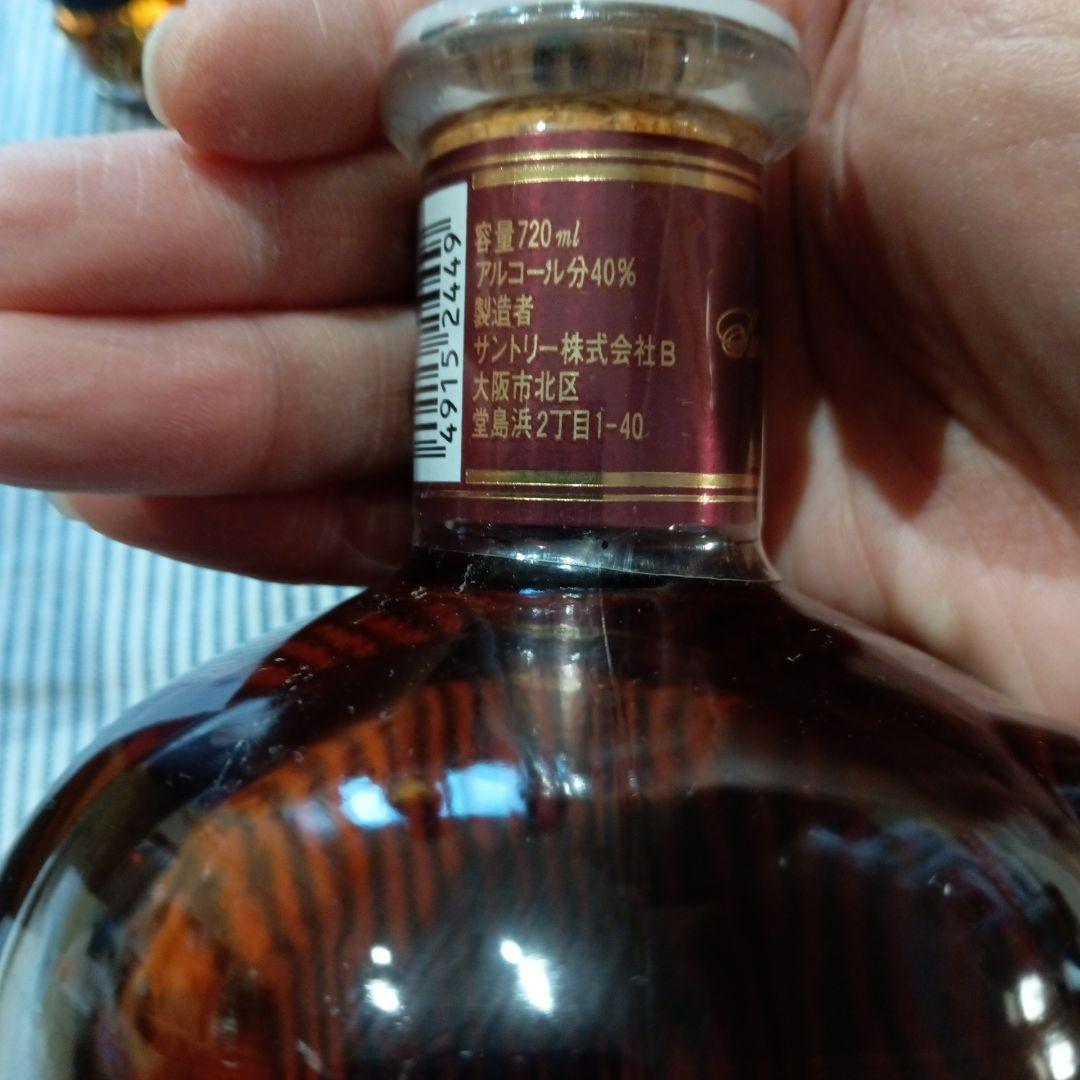 容量720ml
アルコール分40%
製造者
サントリー株式会社B
大阪市北区
堂島浜2丁目1-40
4915 2449